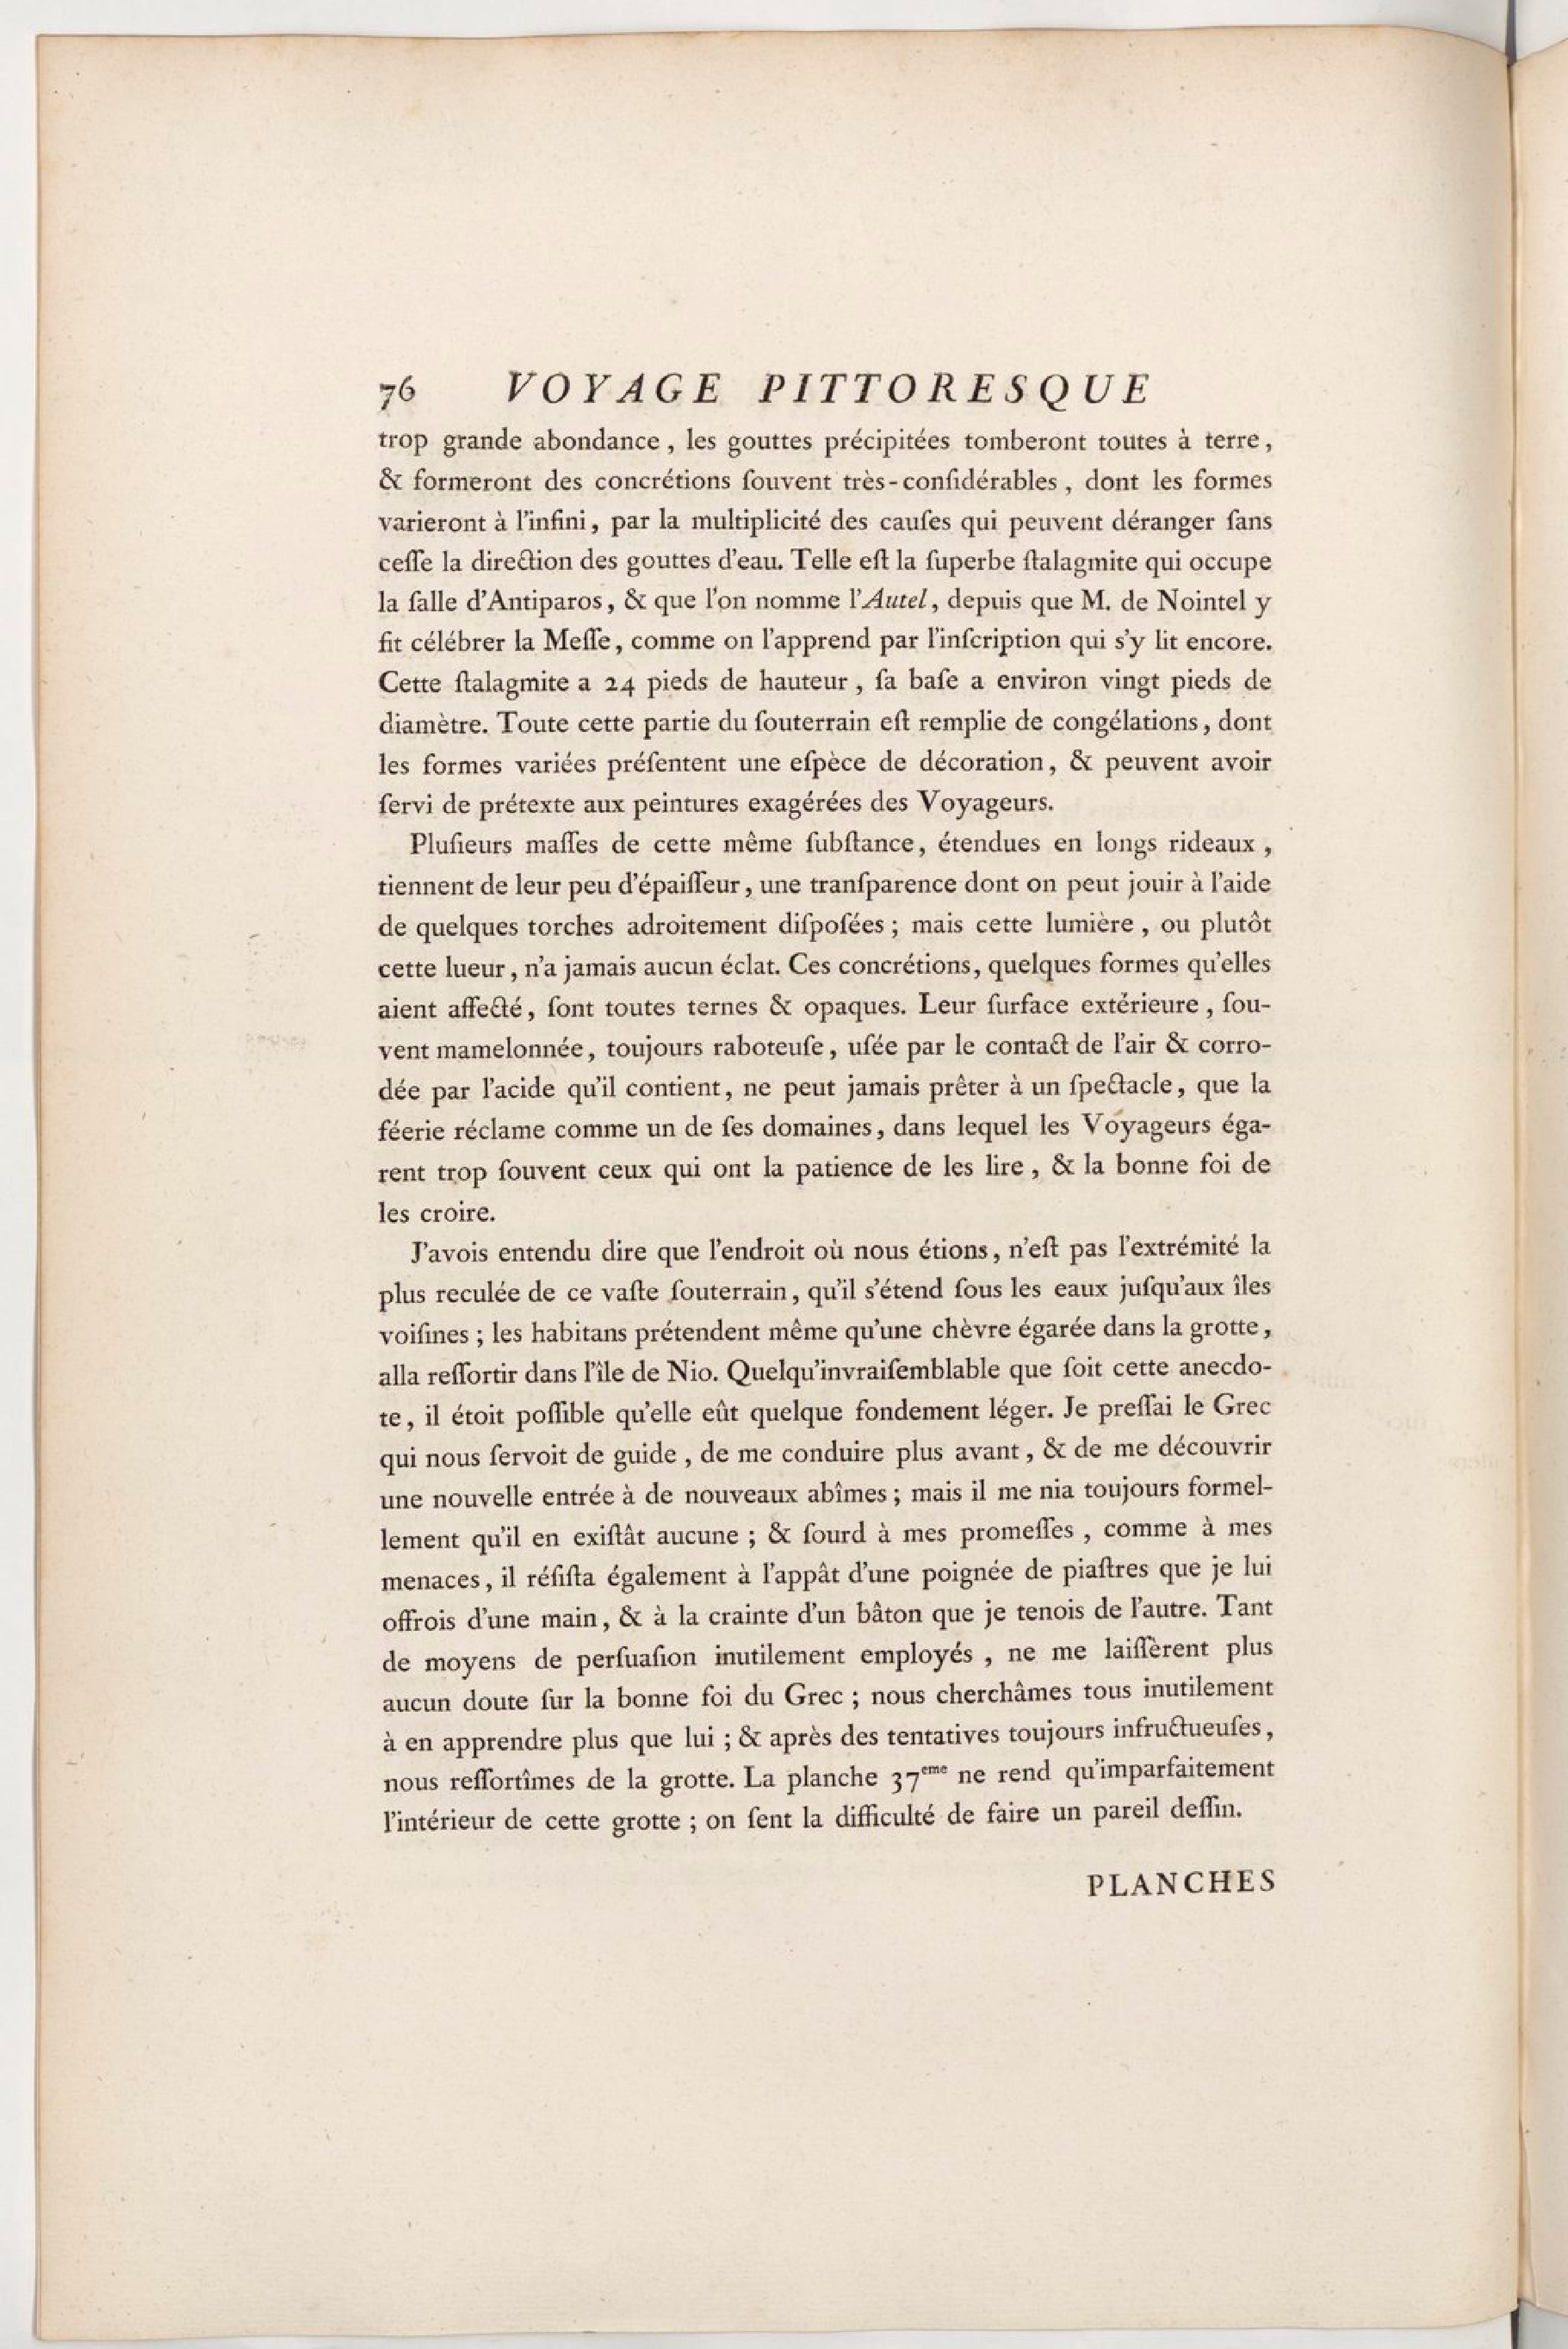 76 VOYAGE PITTORESQUE
trop grande abondance, les gouttes précipitées tomberont toutes à terre,
& formeront des concrétions ſouvent très-conſidérables, dont les formes
varieront à l'infini, par la multiplicité des cauſes qui peuvent déranger ſans
ceſſe la direction des gouttes d'eau. Telle eſt la ſuperbe ſtalagmite qui occupe
la ſalle d'Antiparos, & que l'on nomme l'Autel, depuis que M. de Nointel y
fit célébrer la Meſſe, comme on l'apprend par l'inſcription qui s'y lit encore.
Cette ſtalagmite a 24 pieds de hauteur, ſa baſe a environ vingt pieds de
diamètre. Toute cette partie du ſouterrain eſt remplie de congélations, dont
les formes variées préſentent une eſpèce de décoration, & peuvent avoir
ſervi de prétexte aux peintures exagérées des Voyageurs.
Pluſieurs maſſes de cette même ſubſtance, étendues en longs rideaux,
tiennent de leur peu d'épaiſſeur, une tranſparence dont on peut jouir à l'aide
de quelques torches adroitement diſpoſées; mais cette lumière, ou plutôt
cette lueur, n'a jamais aucun éclat. Ces concrétions, quelques formes qu'elles
aient affecté, ſont toutes ternes & opaques. Leur ſurface extérieure, ſou-
vent mamelonnée, toujours raboteuſe, uſée par le contact de l'air & corro-
dée par l'acide qu'il contient, ne peut jamais prêter à un ſpectacle, que la
féerie réclame comme un de ſes domaines, dans lequel les Voyageurs éga-
rent trop ſouvent ceux qui ont la patience de les lire, & la bonne foi de
les croire.
J'avois entendu dire que l'endroit où nous étions, n'eſt pas l'extrémité la
plus reculée de ce vaſte ſouterrain, qu'il s'étend ſous les eaux juſqu'aux îles
voiſines; les habitans prétendent même qu'une chèvre égarée dans la grotte,
alla reſſortir dans l'île de Nio. Quelqu'invraiſemblable que ſoit cette anecdo-
te, il étoit poſſible qu'elle eût quelque fondement léger. Je preſſai le Grec
qui nous ſervoit de guide, de me conduire plus avant, & de me découvrir
une nouvelle entrée à de nouveaux abîmes; mais il me nia toujours formel-
lement qu'il en exiſtât aucune; & ſourd à mes promeſſes, comme à mes
menaces, il réſiſta également à l'appât d'une poignée de piaſtres que je lui
offrois d'une main, & à la crainte d'un bâton que je tenois de l'autre. Tant
de moyens de perſuaſion inutilement employés, ne me laiſſèrent plus
aucun doute ſur la bonne foi du Grec; nous cherchâmes tous inutilement
à en apprendre plus que lui; & après des tentatives toujours infructueuſes,
nous reſſortîmes de la grotte. La planche 37eme ne rend qu'imparfaitement
l'intérieur de cette grotte; on ſent la difficulté de faire un pareil deſſin.
PLANCHES